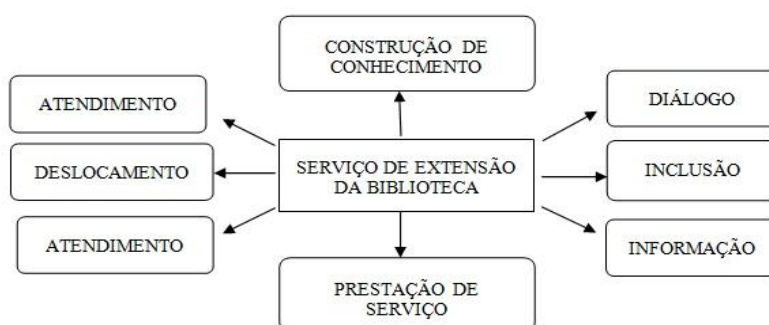 CONSTRUÇÃO DE
CONHECIMENTO
ATENDIMENTO
DIÁLOGO
DESLOCAMENTO
SERVIÇO DE EXTENSÃO
DA BIBLIOTECA
INCLUSÃO
ATENDIMENTO
INFORMAÇÃO
PRESTAÇÃO DE
SERVIÇO